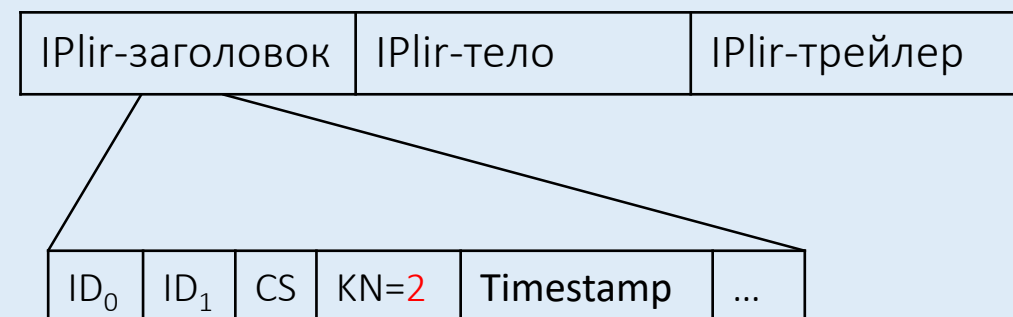 IPlir-заголовок IPlir-тело IPlir-трейлер
ID₀ ID₁ CS KN=2 Timestamp ...